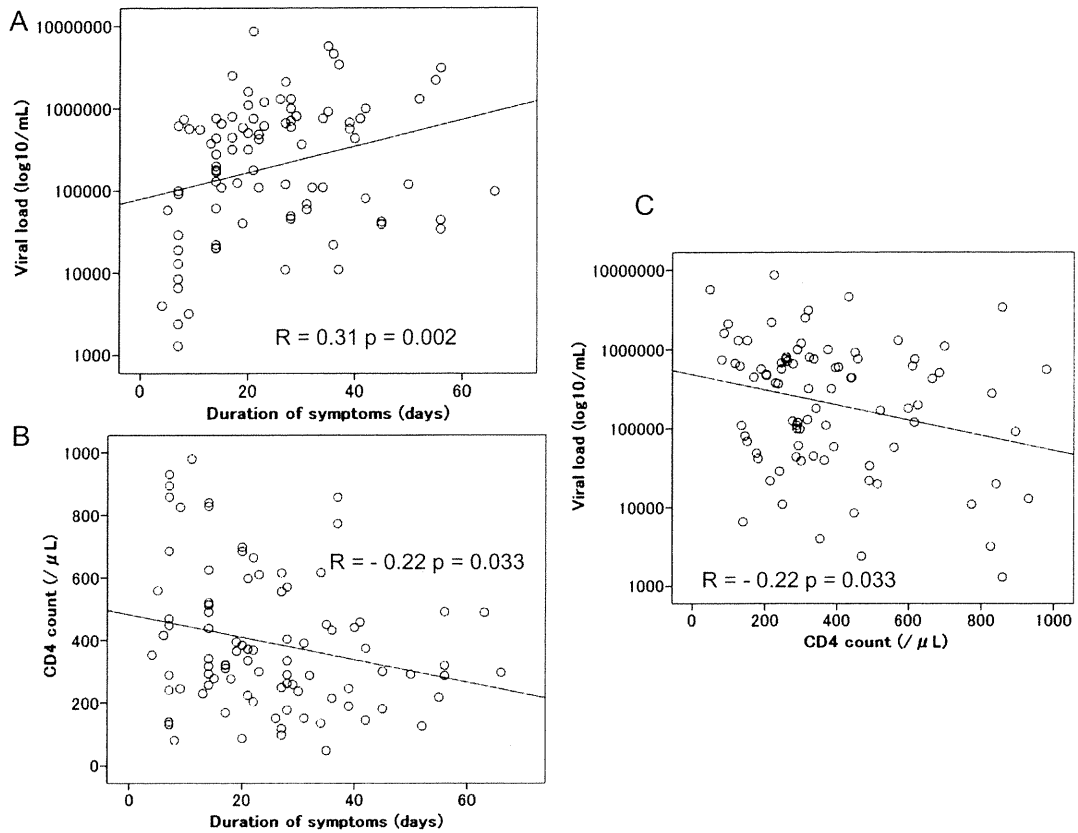 A
Viral load (log10/mL)
10000000
1000000
100000
10000
1000
R = 0.31 p = 0.002
0 20 40 60
Duration of symptoms (days)
B
CD4 count (/μL)
1000
800
600
400
200
0
R = - 0.22 p = 0.033
0 20 40 60
Duration of symptoms (days)
C
Viral load (log10/mL)
10000000
1000000
100000
10000
1000
R = - 0.22 p = 0.033
0 200 400 600 800 1000
CD4 count (/μL)